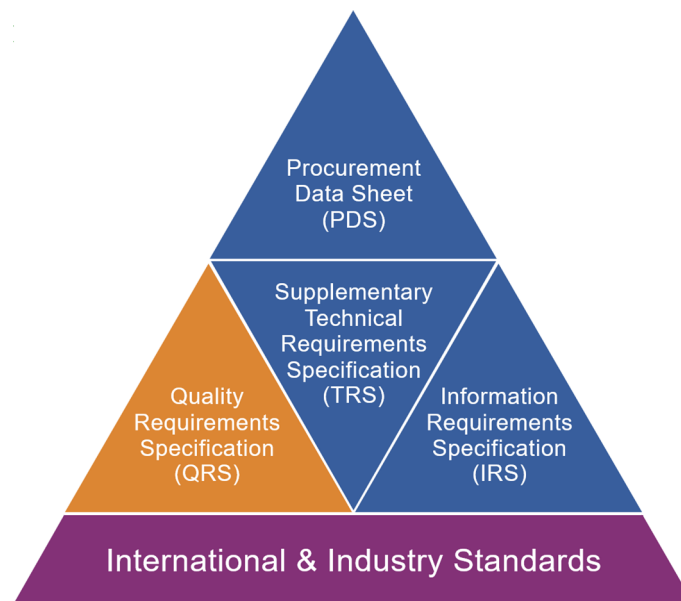 Procurement
Data Sheet
(PDS)
Supplementary
Technical
Requirements
Specification
(TRS)
Quality
Requirements
Specification
(QRS)
Information
Requirements
Specification
(IRS)
International & Industry Standards